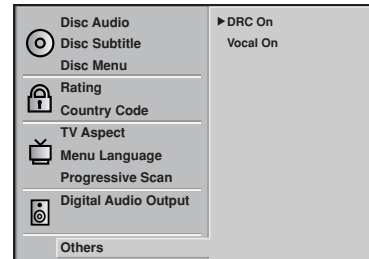 Disc Audio
Disc Subtitle
Disc Menu
Rating
Country Code
TV Aspect
Menu Language
Progressive Scan
Digital Audio Output
Others
DRC On
Vocal On